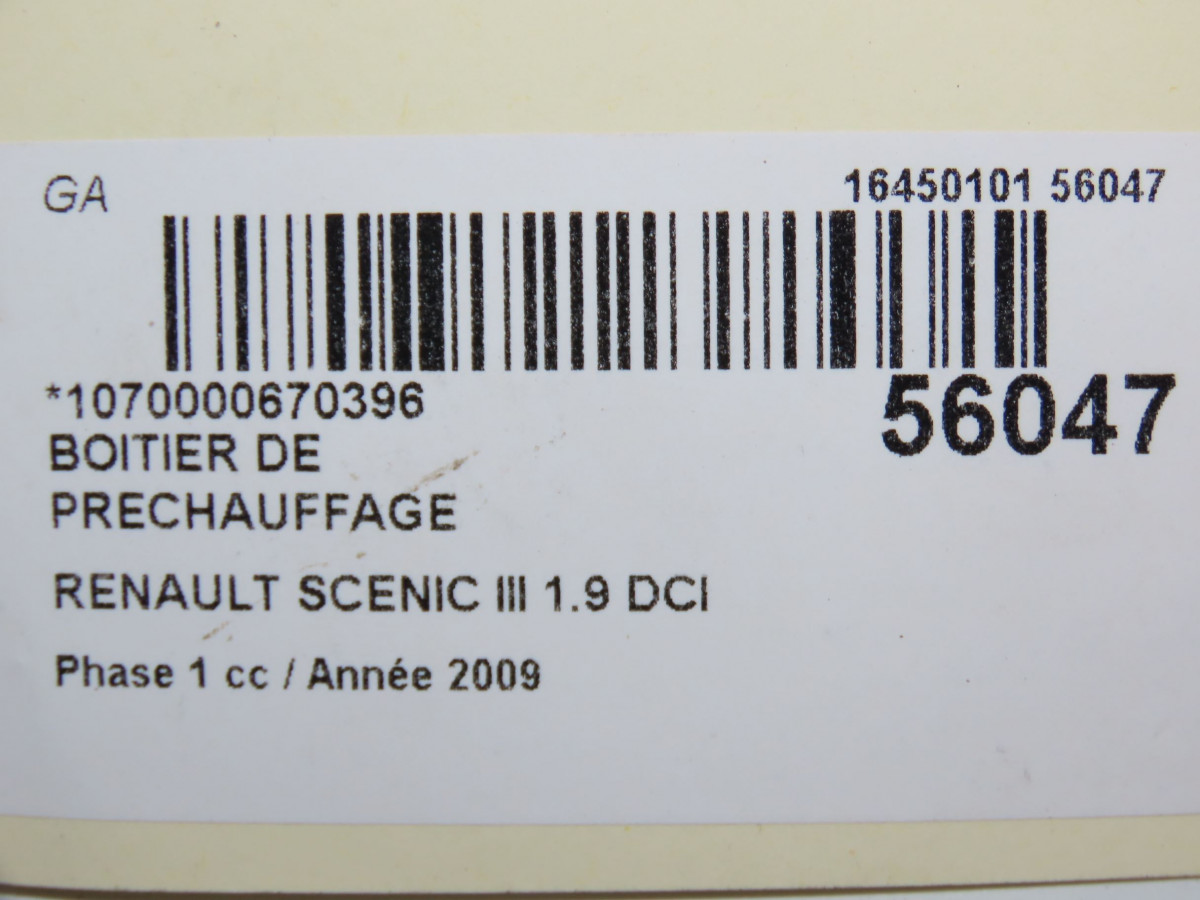 GA
16450101 56047
*1070000670396
56047
BOITIER DE
PRECHAUFFAGE
RENAULT SCENIC III 1.9 DCI
Phase 1 cc / Année 2009